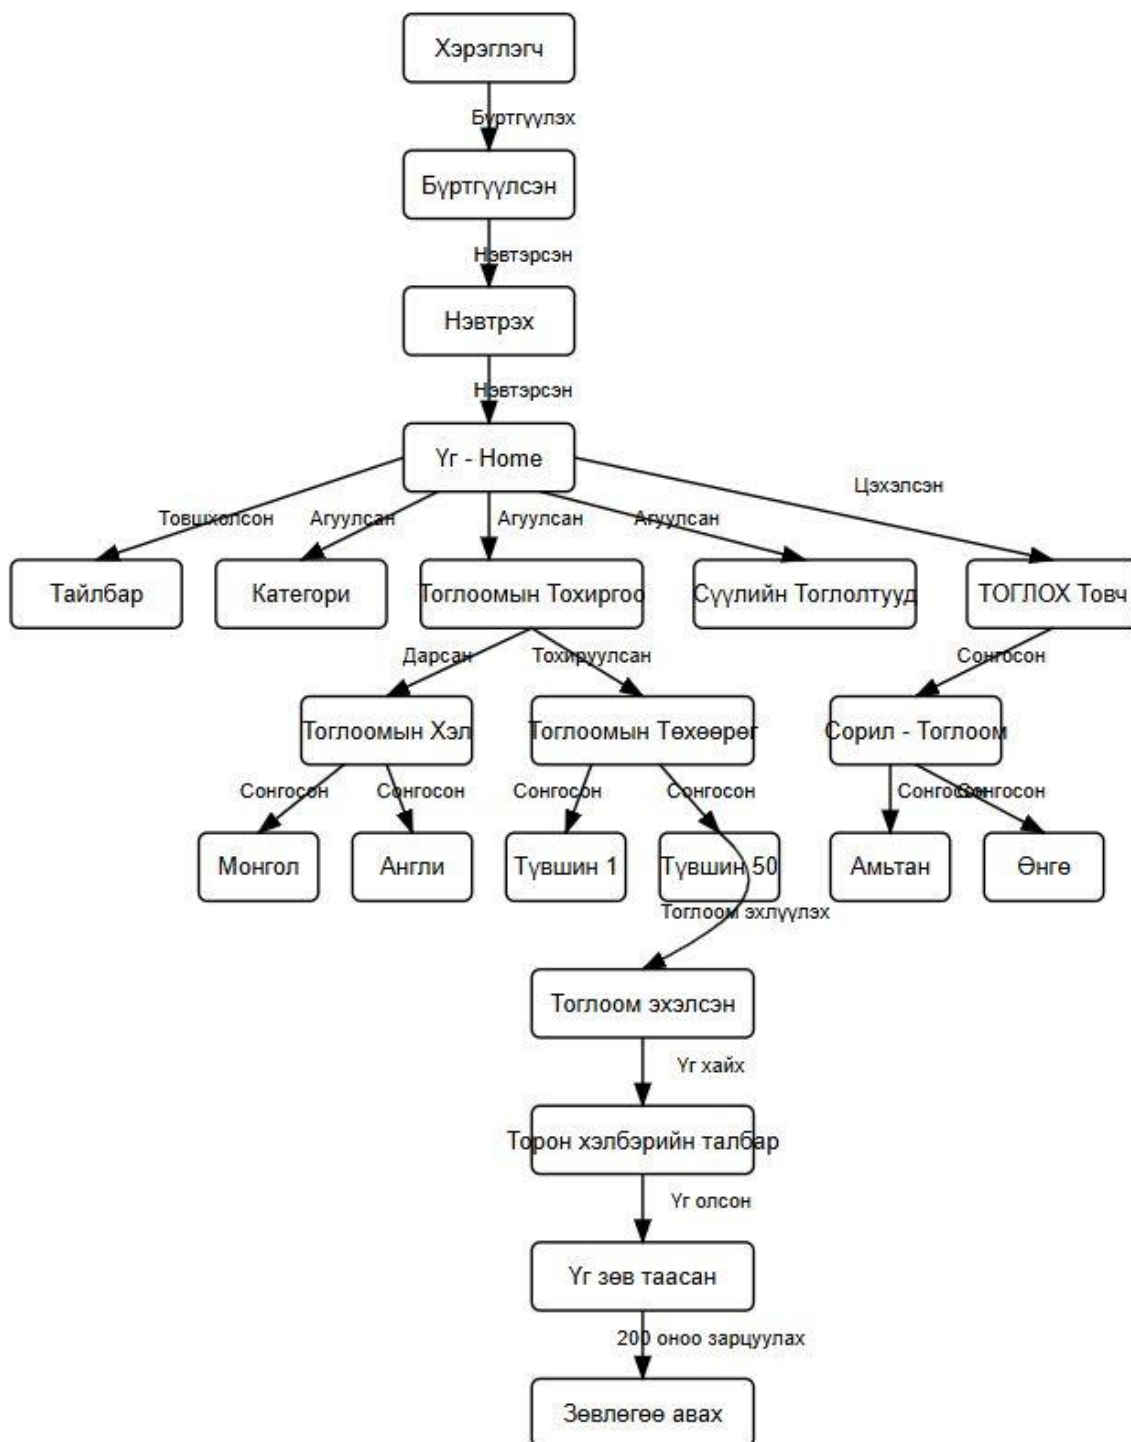 Хэрэглэгч
Бүртгүүлэх
Бүртгүүлсэн
Нэвтэрсэн
Нэвтрэх
Нэвтэрсэн
Үг - Home
Цэхэлсэн
Товшхолсон
Агуулсан
Агуулсан
Агуулсан
Тайлбар
Категори
Тоглоомын Тохиргоо
Сүүлийн Тоглолтууд
ТОГЛОХ Товч
Дарсан
Тохируулсан
Сонгосон
Тоглоомын Хэл
Тоглоомын Төхөөрөг
Сорил - Тоглоом
Сонгосон
Сонгосон
Сонгосон
Сонгосон
Сонгосон
Сонгосон
Монгол
Англи
Түвшин 1
Түвшин 50
Амьтан
Өнгө
Тоглоом эхлүүлэх
Тоглоом эхэлсэн
Үг хайх
Торон хэлбэрийн талбар
Үг олсон
Үг зөв таасан
200 оноо зарцуулах
Зөвлөгөө авах